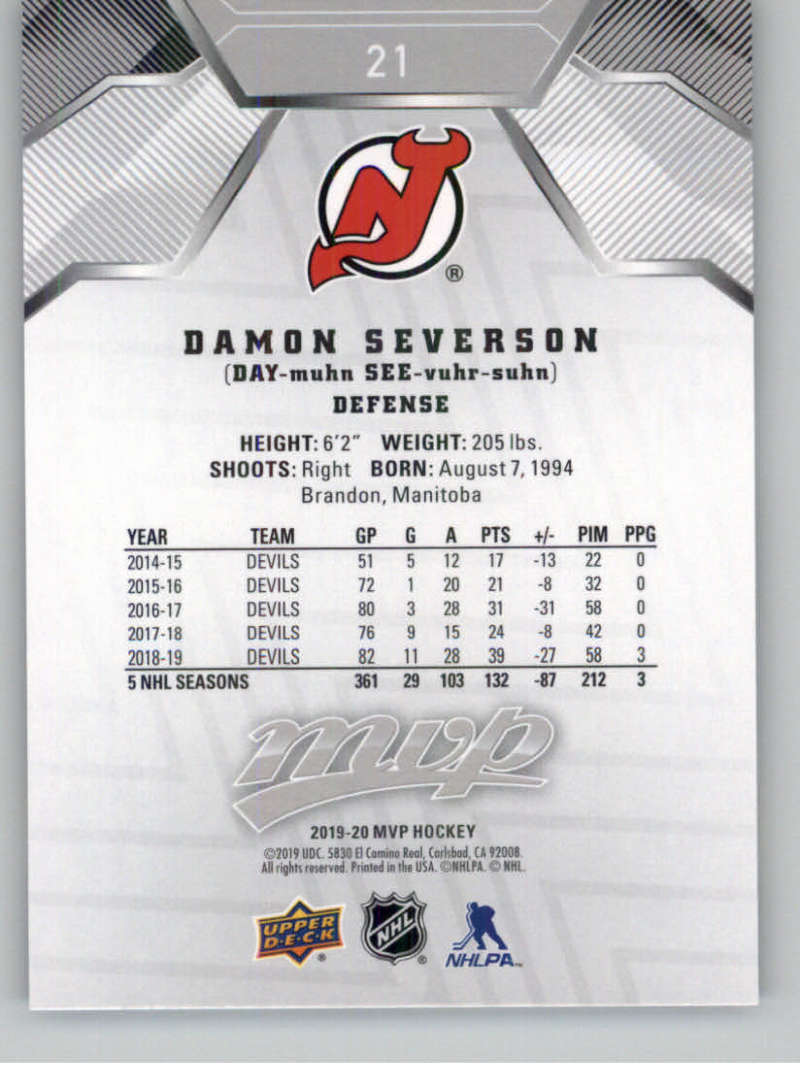 21
®
DAMON SEVERSON
(DAY-muhn SEE-vuhr-suhn)
DEFENSE
HEIGHT: 6'2" WEIGHT: 205 lbs.
SHOOTS: Right BORN: August 7, 1994
Brandon, Manitoba
YEAR TEAM GP G A PTS +/- PIM PPG
2014-15 DEVILS 51 5 12 17 -13 22 0
2015-16 DEVILS 72 1 20 21 -8 32 0
2016-17 DEVILS 80 3 28 31 -31 58 0
2017-18 DEVILS 76 9 15 24 -8 42 0
2018-19 DEVILS 82 11 28 39 -27 58 3
5 NHL SEASONS 361 29 103 132 -87 212 3
mvp
2019-20 MVP HOCKEY
©2019 UDC. 5830 El Camino Real, Carlsbad, CA 92008.
All rights reserved. Printed in the USA. ©NHLPA. © NHL.
UPPER DECK® NHL® NHLPA™